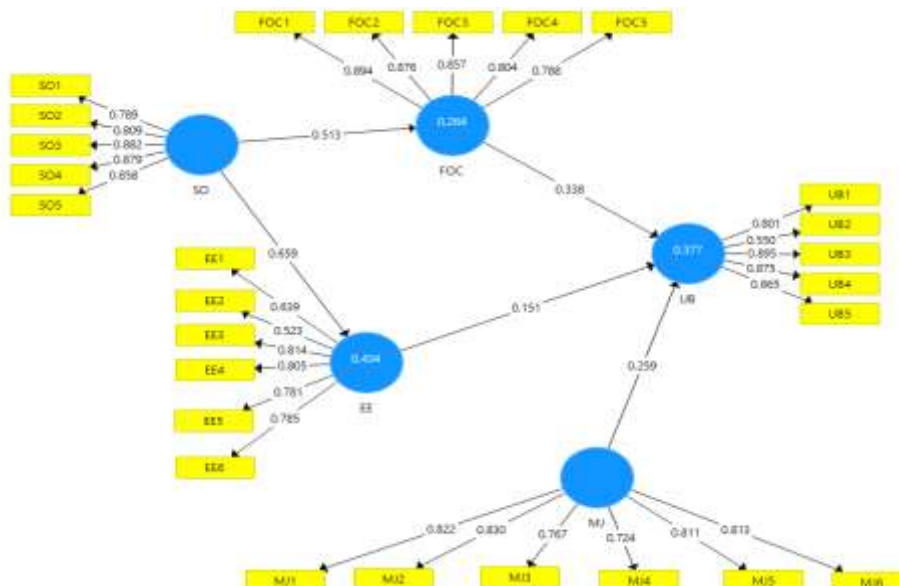 FOC1 FOC2 FOC3 FOC4 FOC5
0.894 0.876 0.857 0.804 0.788
SO1
SO2
SO3
SO4
SO5
0.789
0.809
0.882
0.879
0.858
SO
0.513
0.264
FOC
0.338
0.659
UB1
UB2
UB3
UB4
UB5
0.801
0.550
0.895
0.875
0.865
0.377
UB
EE1
EE2
EE3
EE4
EE5
EE6
0.639
0.523
0.814
0.805
0.781
0.785
0.434
EE
0.151
0.259
MJ
0.822 0.830 0.767 0.724 0.811 0.813
MJ1 MJ2 MJ3 MJ4 MJ5 MJ6